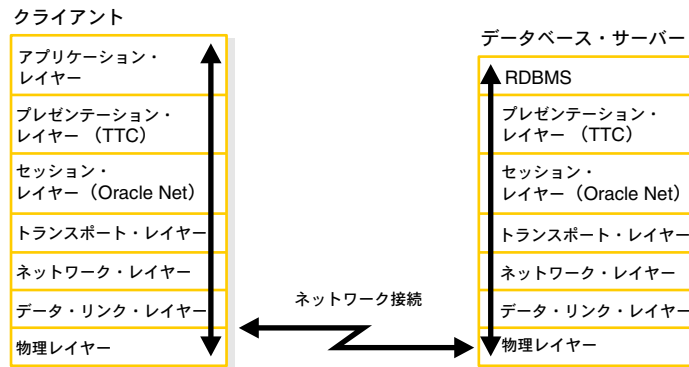 クライアント
アプリケーション・
レイヤー
プレゼンテーション・
レイヤー (TTC)
セッション・
レイヤー (Oracle Net)
トランスポート・レイヤー
ネットワーク・レイヤー
データ・リンク・レイヤー
物理レイヤー
ネットワーク接続
データベース・サーバー
RDBMS
プレゼンテーション・
レイヤー (TTC)
セッション・
レイヤー (Oracle Net)
トランスポート・レイヤー
ネットワーク・レイヤー
データ・リンク・レイヤー
物理レイヤー